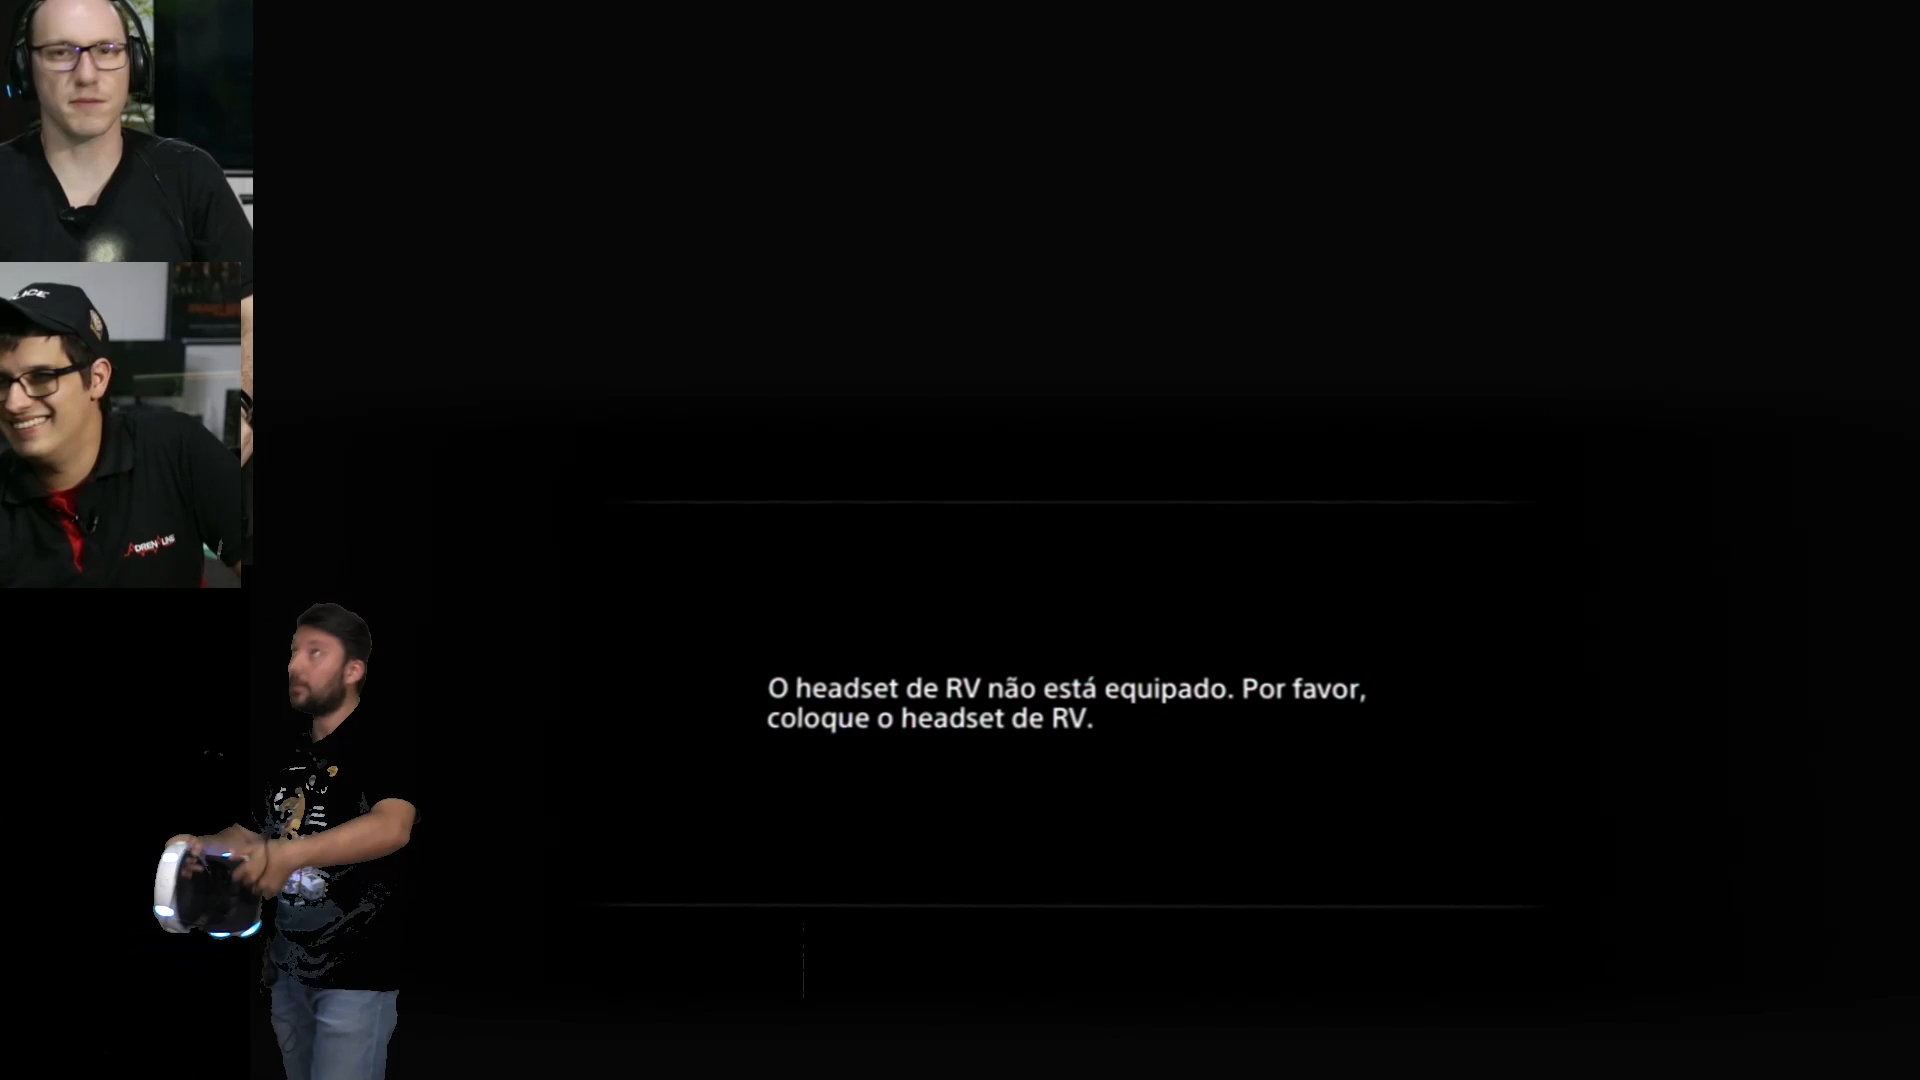 O headset de RV não está equipado. Por favor,
coloque o headset de RV.